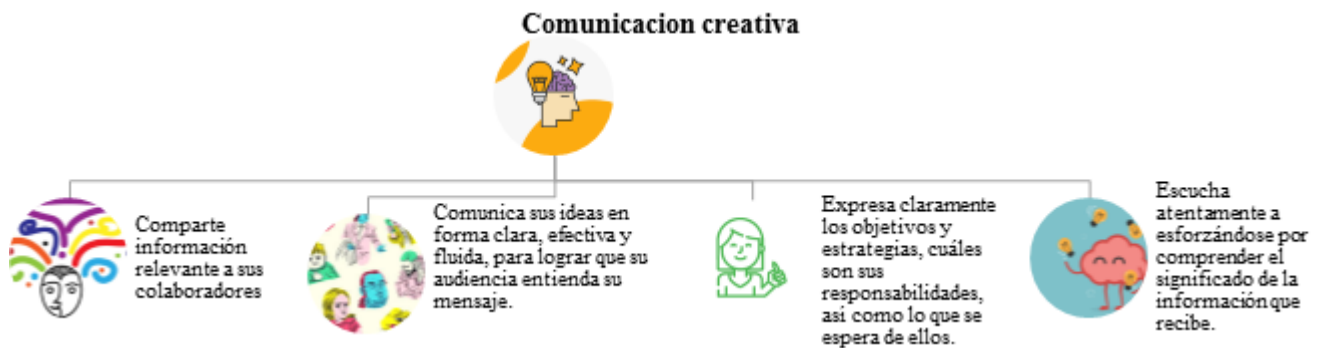 Comunicacion creativa
Comparte
información
relevante a sus
colaboradores
Comunica sus ideas en
forma clara, efectiva y
fluida, para lograr que su
audiencia entienda su
mensaje.
Expresa claramente
los objetivos y
estrategias, cuáles
son sus
responsabilidades,
así como lo que se
espera de ellos.
Escucha
atentamente a
esforzándose por
comprender el
significado de la
información que
recibe.